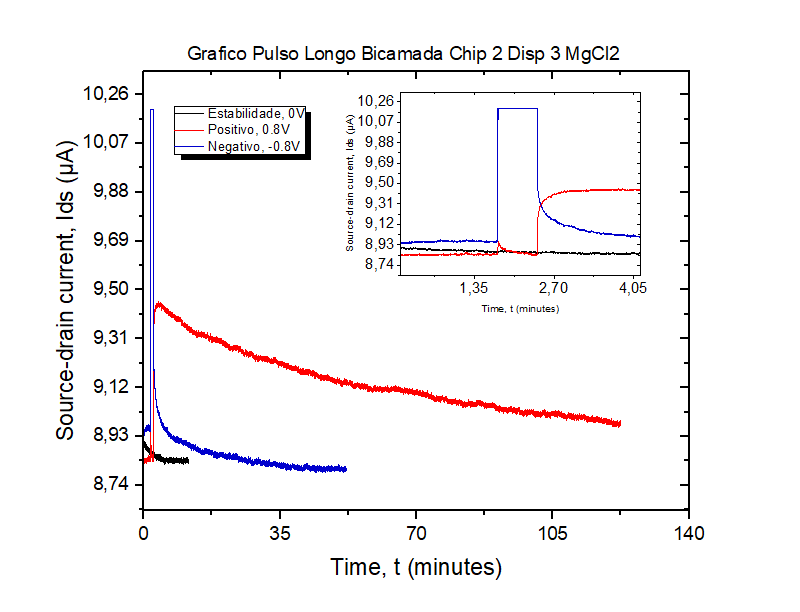 Grafico Pulso Longo Bicamada Chip 2 Disp 3 MgCl2
Source-drain current, Ids (µA)
10,26
10,07
9,88
9,69
9,50
9,31
9,12
8,93
8,74
Estabilidade, 0V
Positivo, 0.8V
Negativo, -0.8V
Source-drain current, Ids (µA)
10,26
10,07
9,88
9,69
9,50
9,31
9,12
8,93
8,74
1,35 2,70 4,05
Time, t (minutes)
0 35 70 105 140
Time, t (minutes)